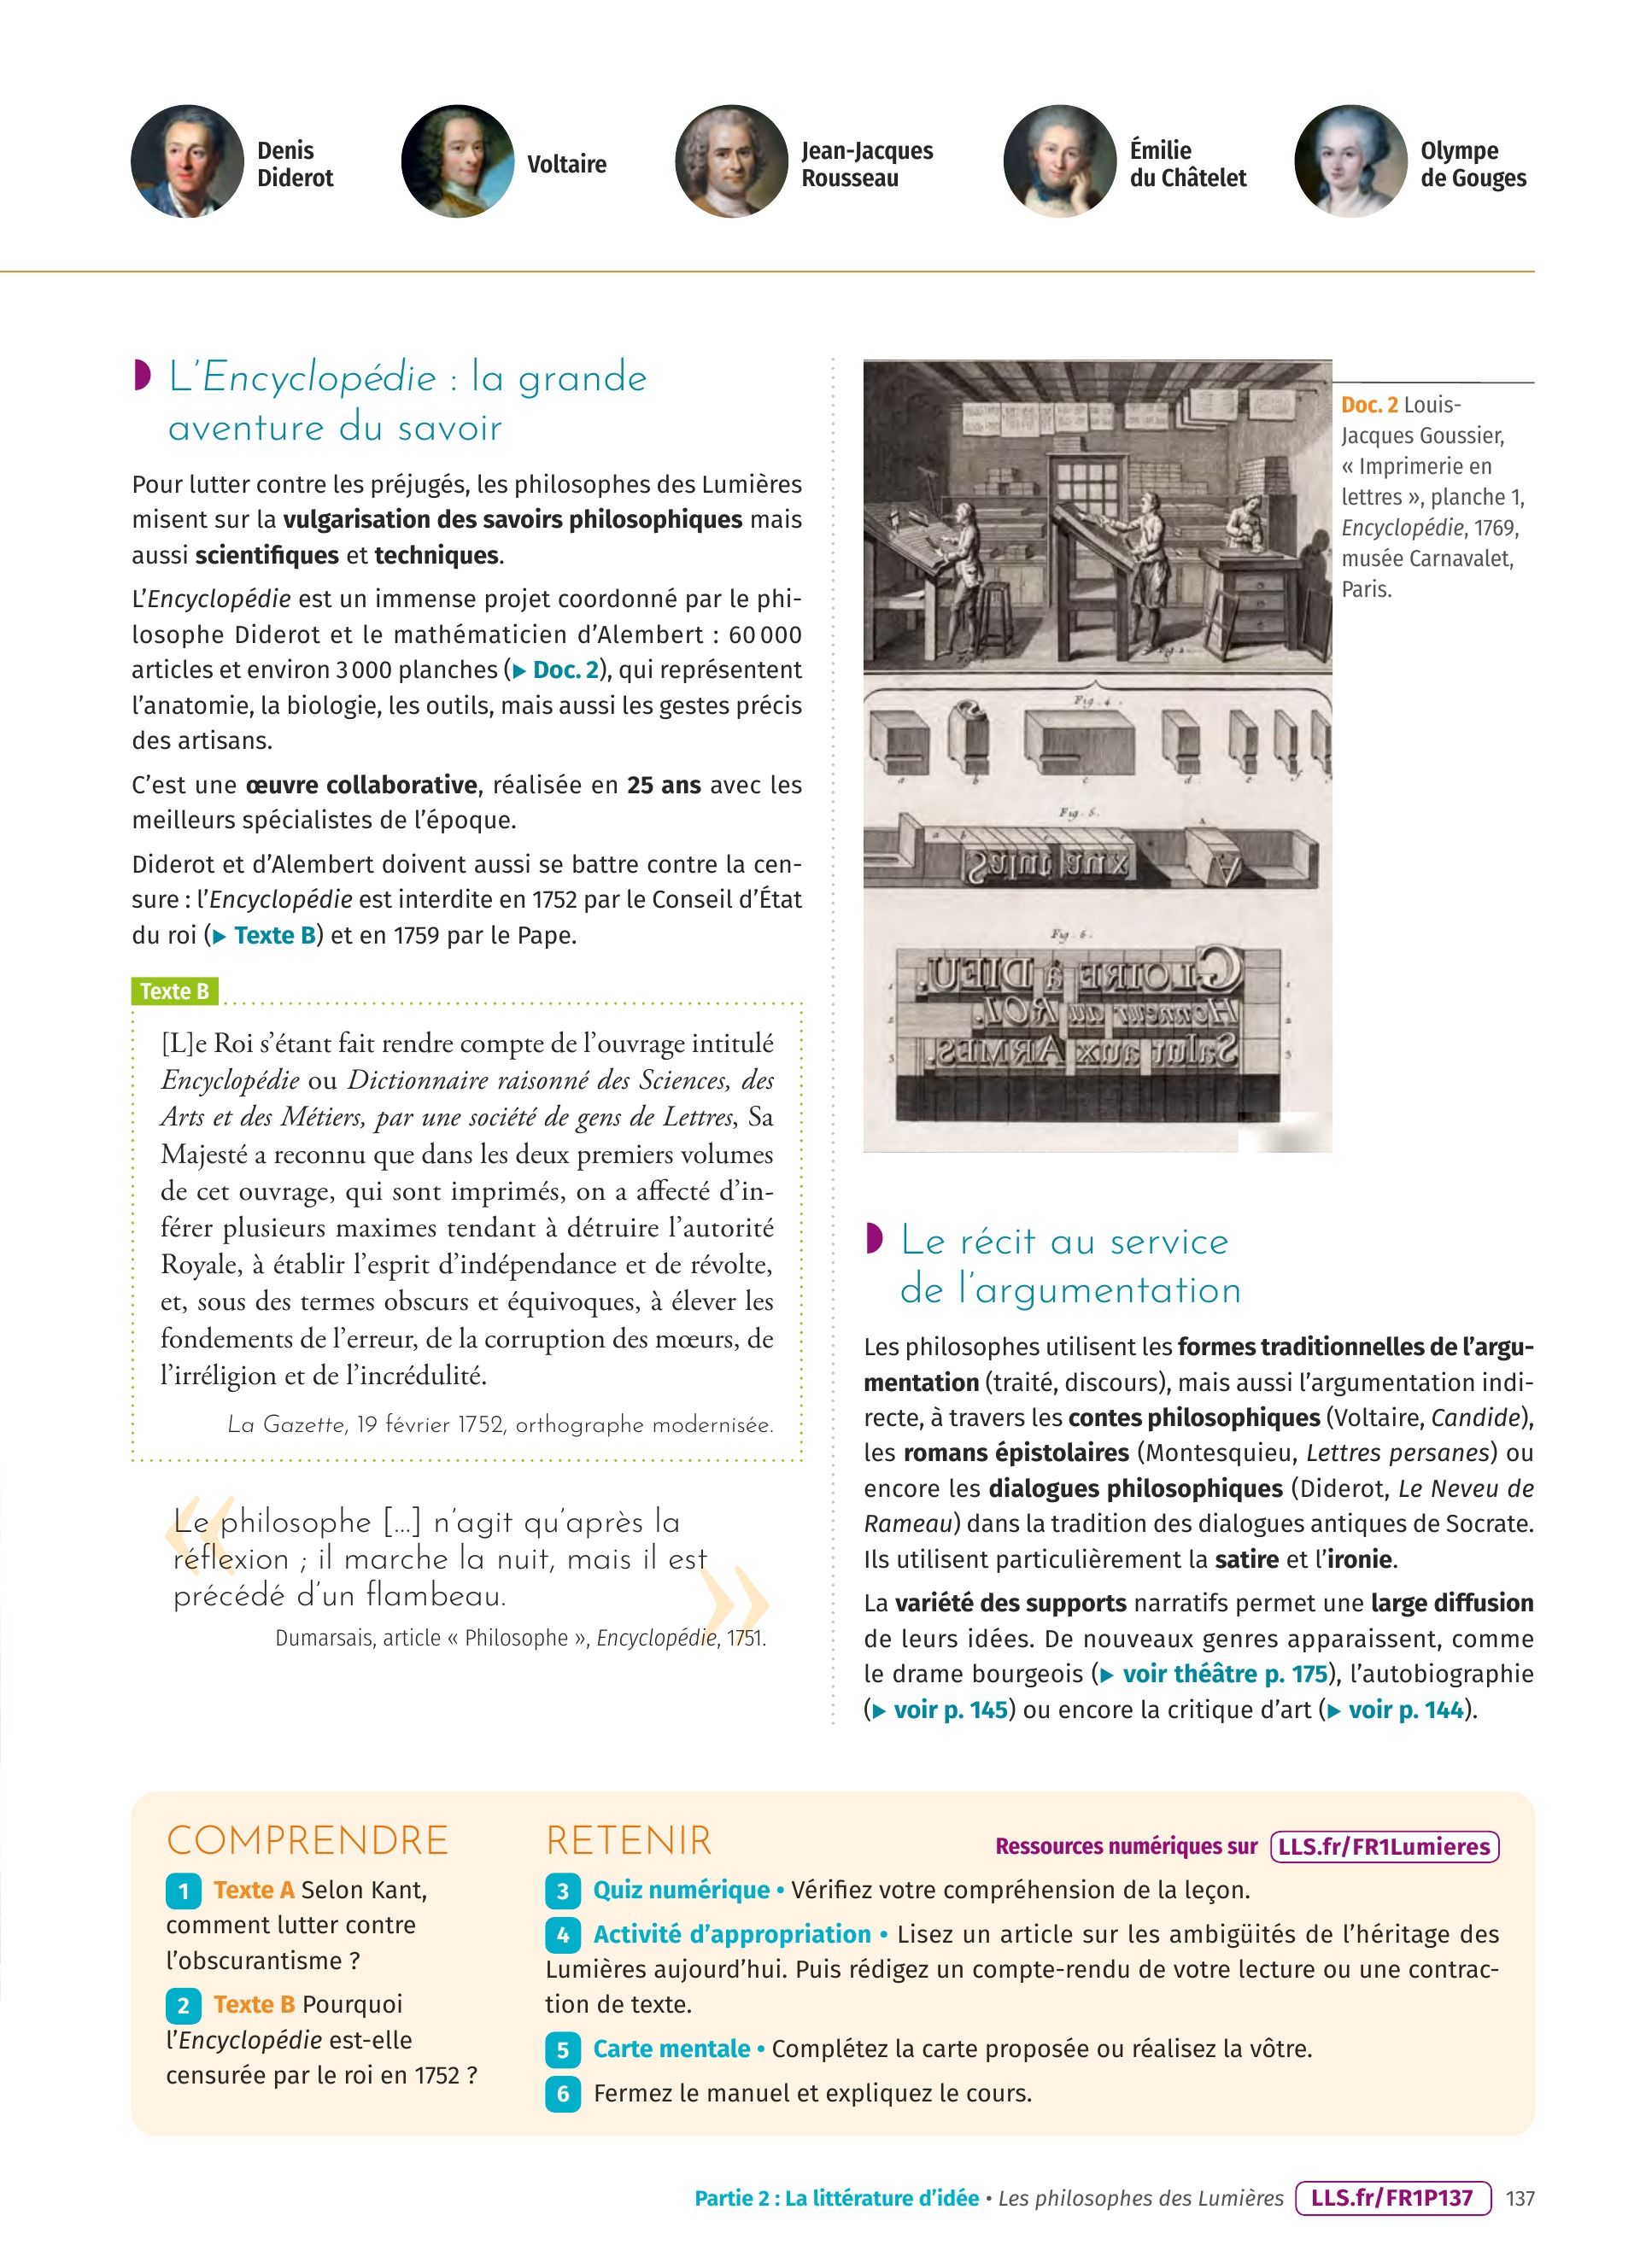 Denis
Diderot
Voltaire
Jean-Jacques
Rousseau
Émilie
du Châtelet
Olympe
de Gouges
L’Encyclopédie : la grande
aventure du savoir
Pour lutter contre les préjugés, les philosophes des Lumières
misent sur la vulgarisation des savoirs philosophiques mais
aussi scientifiques et techniques.
L’Encyclopédie est un immense projet coordonné par le phi-
losophe Diderot et le mathématicien d’Alembert : 60 000
articles et environ 3 000 planches (▶ Doc. 2), qui représentent
l’anatomie, la biologie, les outils, mais aussi les gestes précis
des artisans.
C’est une œuvre collaborative, réalisée en 25 ans avec les
meilleurs spécialistes de l’époque.
Diderot et d’Alembert doivent aussi se battre contre la cen-
sure : l’Encyclopédie est interdite en 1752 par le Conseil d’État
du roi (▶ Texte B) et en 1759 par le Pape.
Texte B
[L]e Roi s’étant fait rendre compte de l’ouvrage intitulé
Encyclopédie ou Dictionnaire raisonné des Sciences, des
Arts et des Métiers, par une société de gens de Lettres, Sa
Majesté a reconnu que dans les deux premiers volumes
de cet ouvrage, qui sont imprimés, on a affecté d’in-
férer plusieurs maximes tendant à détruire l’autorité
Royale, à établir l’esprit d’indépendance et de révolte,
et, sous des termes obscurs et équivoques, à élever les
fondements de l’erreur, de la corruption des mœurs, de
l’irréligion et de l’incrédulité.
La Gazette, 19 février 1752, orthographe modernisée.
« Le philosophe [...] n’agit qu’après la
réflexion ; il marche la nuit, mais il est
précédé d’un flambeau. »
Dumarsais, article « Philosophe », Encyclopédie, 1751.
Doc. 2 Louis-
Jacques Goussier,
« Imprimerie en
lettres », planche 1,
Encyclopédie, 1769,
musée Carnavalet,
Paris.
Fig. 4.
a b c d e f
Fig. 5.
Fig. 6.
GLOIRE à DIEU.
Honneur au ROI.
Salut aux ARMES.
Le récit au service
de l’argumentation
Les philosophes utilisent les formes traditionnelles de l’argu-
mentation (traité, discours), mais aussi l’argumentation indi-
recte, à travers les contes philosophiques (Voltaire, Candide),
les romans épistolaires (Montesquieu, Lettres persanes) ou
encore les dialogues philosophiques (Diderot, Le Neveu de
Rameau) dans la tradition des dialogues antiques de Socrate.
Ils utilisent particulièrement la satire et l’ironie.
La variété des supports narratifs permet une large diffusion
de leurs idées. De nouveaux genres apparaissent, comme
le drame bourgeois (▶ voir théâtre p. 175), l’autobiographie
(▶ voir p. 145) ou encore la critique d’art (▶ voir p. 144).
COMPRENDRE
1 Texte A Selon Kant,
comment lutter contre
l’obscurantisme ?
2 Texte B Pourquoi
l’Encyclopédie est-elle
censurée par le roi en 1752 ?
RETENIR
Ressources numériques sur LLS.fr/FR1Lumieres
3 Quiz numérique • Vérifiez votre compréhension de la leçon.
4 Activité d’appropriation • Lisez un article sur les ambigüités de l’héritage des
Lumières aujourd’hui. Puis rédigez un compte-rendu de votre lecture ou une contrac-
tion de texte.
5 Carte mentale • Complétez la carte proposée ou réalisez la vôtre.
6 Fermez le manuel et expliquez le cours.
Partie 2 : La littérature d’idée • Les philosophes des Lumières LLS.fr/FR1P137 137